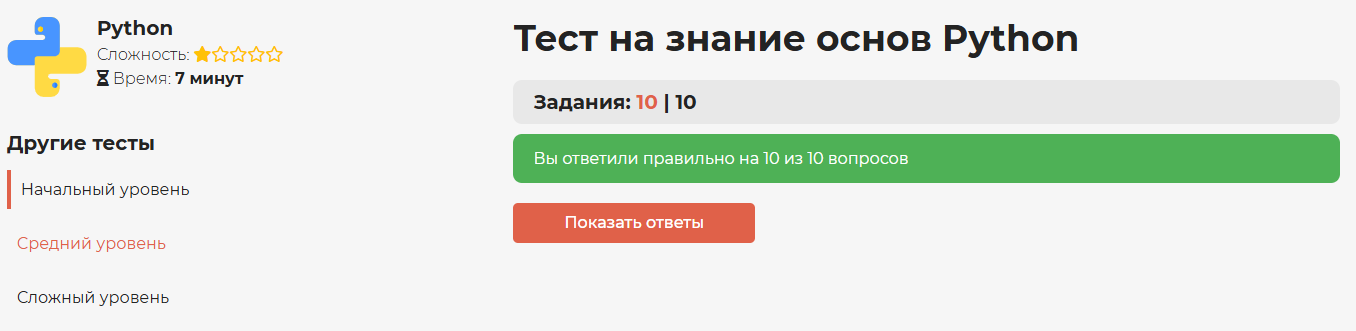 Python
Сложность:
Время: 7 минут
Другие тесты
Начальный уровень
Средний уровень
Сложный уровень
Тест на знание основ Python
Задания: 10 | 10
Вы ответили правильно на 10 из 10 вопросов
Показать ответы